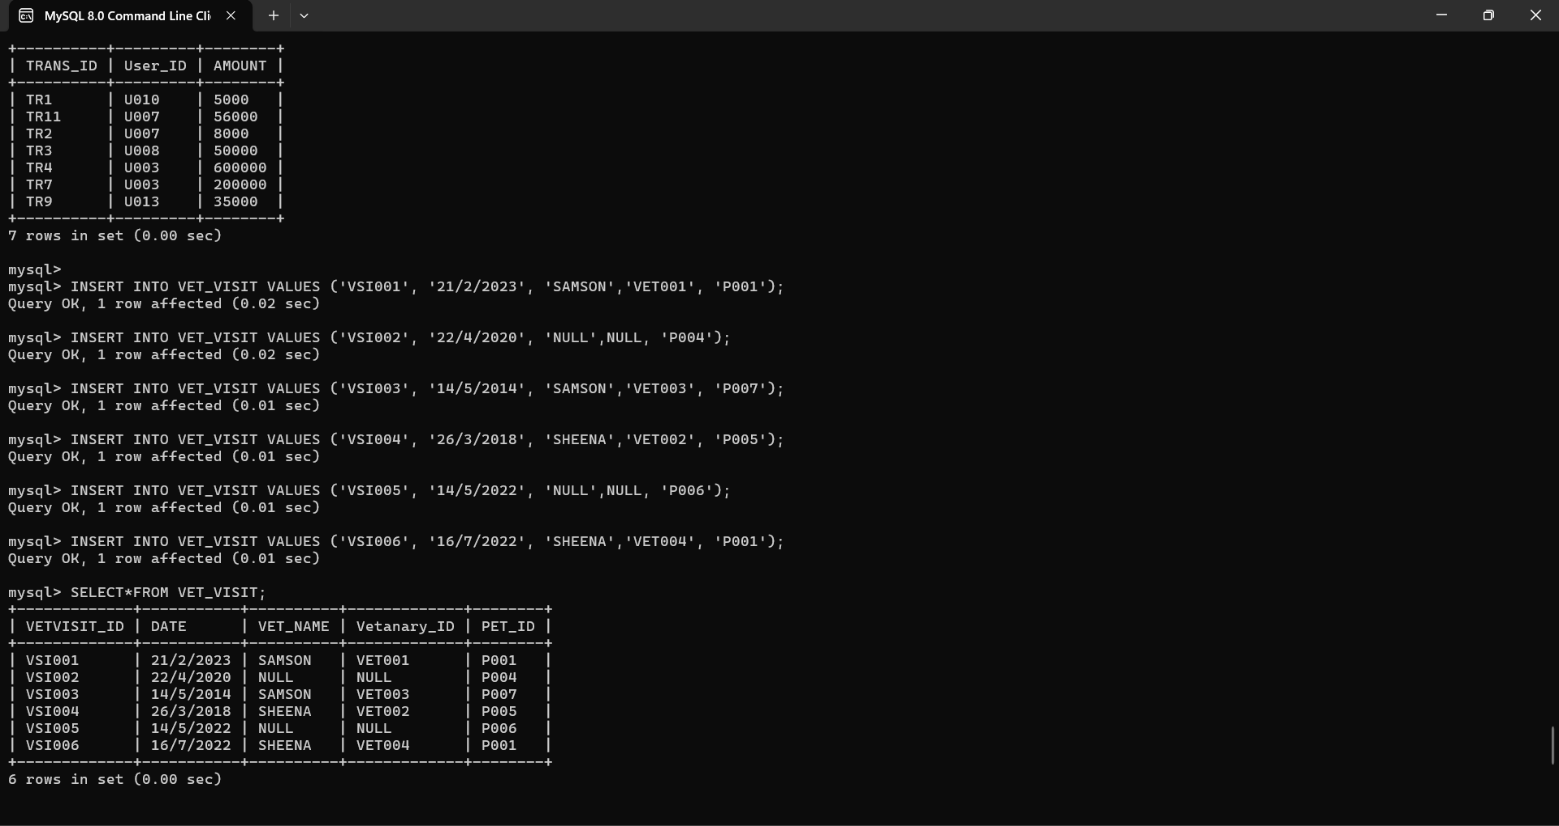 MySQL 8.0 Command Line Cli
+----------+---------+--------+
| TRANS_ID | User_ID | AMOUNT |
+----------+---------+--------+
| TR1      | U010    | 5000   |
| TR11     | U007    | 56000  |
| TR2      | U007    | 8000   |
| TR3      | U008    | 50000  |
| TR4      | U003    | 600000 |
| TR7      | U003    | 200000 |
| TR9      | U013    | 35000  |
+----------+---------+--------+
7 rows in set (0.00 sec)
mysql>
mysql> INSERT INTO VET_VISIT VALUES ('VSI001', '21/2/2023', 'SAMSON','VET001', 'P001');
Query OK, 1 row affected (0.02 sec)
mysql> INSERT INTO VET_VISIT VALUES ('VSI002', '22/4/2020', 'NULL',NULL, 'P004');
Query OK, 1 row affected (0.02 sec)
mysql> INSERT INTO VET_VISIT VALUES ('VSI003', '14/5/2014', 'SAMSON','VET003', 'P007');
Query OK, 1 row affected (0.01 sec)
mysql> INSERT INTO VET_VISIT VALUES ('VSI004', '26/3/2018', 'SHEENA','VET002', 'P005');
Query OK, 1 row affected (0.01 sec)
mysql> INSERT INTO VET_VISIT VALUES ('VSI005', '14/5/2022', 'NULL',NULL, 'P006');
Query OK, 1 row affected (0.01 sec)
mysql> INSERT INTO VET_VISIT VALUES ('VSI006', '16/7/2022', 'SHEENA','VET004', 'P001');
Query OK, 1 row affected (0.01 sec)
mysql> SELECT*FROM VET_VISIT;
+-------------+-----------+----------+-------------+--------+
| VETVISIT_ID | DATE      | VET_NAME | Vetanary_ID | PET_ID |
+-------------+-----------+----------+-------------+--------+
| VSI001      | 21/2/2023 | SAMSON   | VET001      | P001   |
| VSI002      | 22/4/2020 | NULL     | NULL        | P004   |
| VSI003      | 14/5/2014 | SAMSON   | VET003      | P007   |
| VSI004      | 26/3/2018 | SHEENA   | VET002      | P005   |
| VSI005      | 14/5/2022 | NULL     | NULL        | P006   |
| VSI006      | 16/7/2022 | SHEENA   | VET004      | P001   |
+-------------+-----------+----------+-------------+--------+
6 rows in set (0.00 sec)